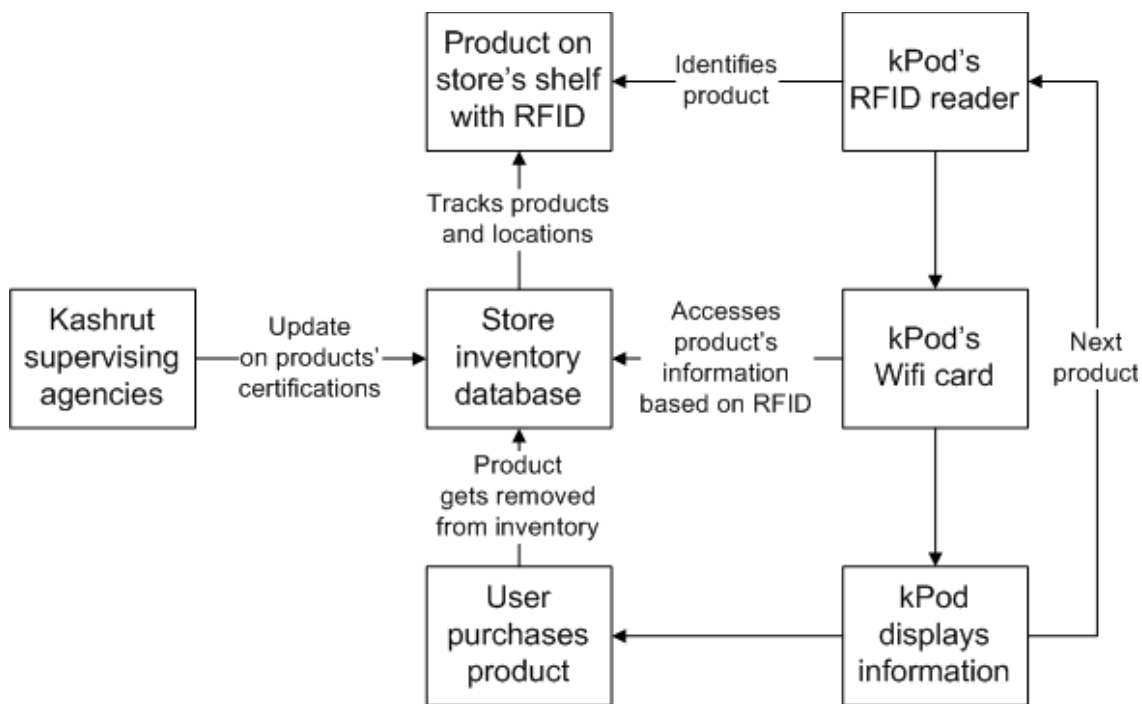 Product on
store's shelf
with RFID
Identifies
product
kPod's
RFID reader
Tracks products
and locations
Kashrut
supervising
agencies
Update
on products'
certifications
Store
inventory
database
Accesses
product's
information
based on RFID
kPod's
Wifi card
Next
product
Product
gets removed
from inventory
User
purchases
product
kPod
displays
information